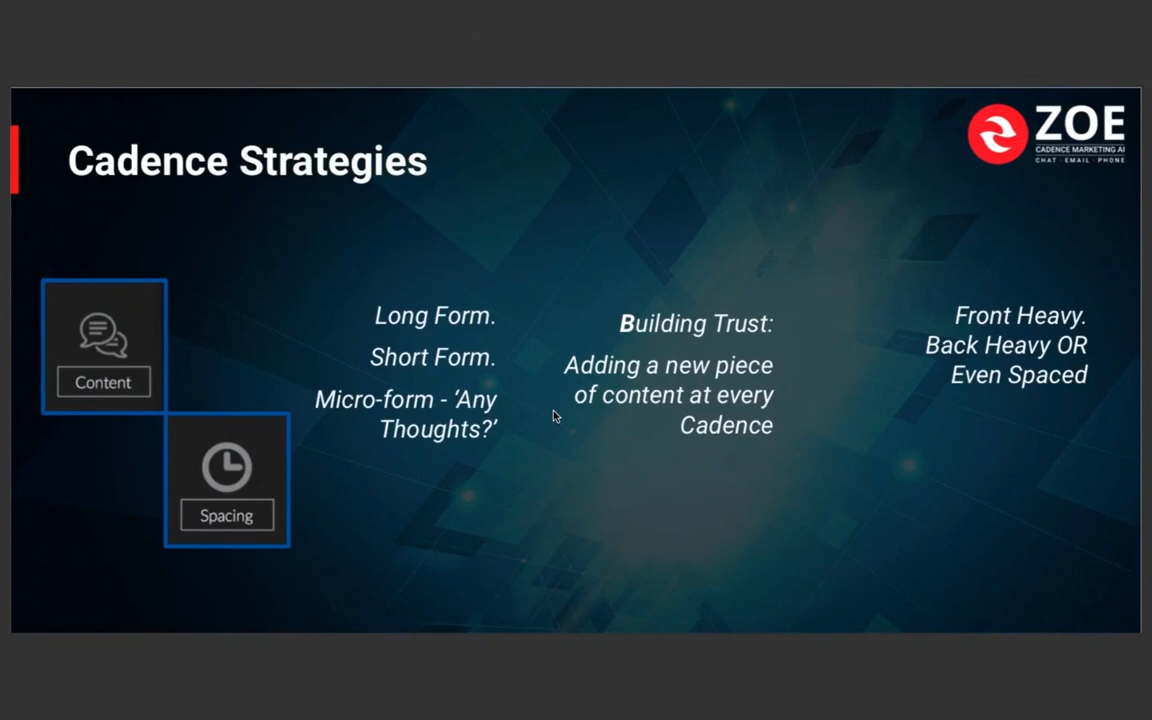 Cadence Strategies
ZOE
CADENCE MARKETING AI
CHAT · EMAIL · PHONE
Content
Spacing
Long Form.
Short Form.
Micro-form - ‘Any
Thoughts?’
Building Trust:
Adding a new piece
of content at every
Cadence
Front Heavy.
Back Heavy OR
Even Spaced